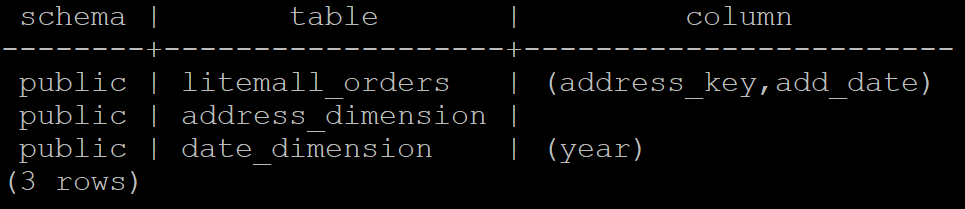 schema |       table       |         column
--------+-------------------+------------------------
 public | litemall_orders   | (address_key,add_date)
 public | address_dimension |
 public | date_dimension    | (year)
(3 rows)